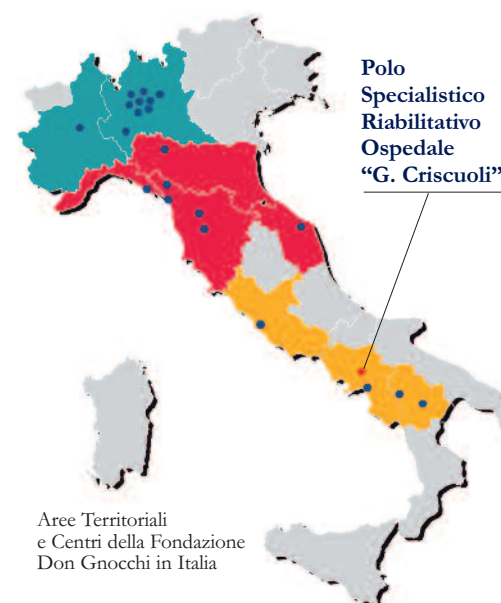 Polo
Specialistico
Riabilitativo
Ospedale
“G. Criscuoli”
Aree Territoriali
e Centri della Fondazione
Don Gnocchi in Italia